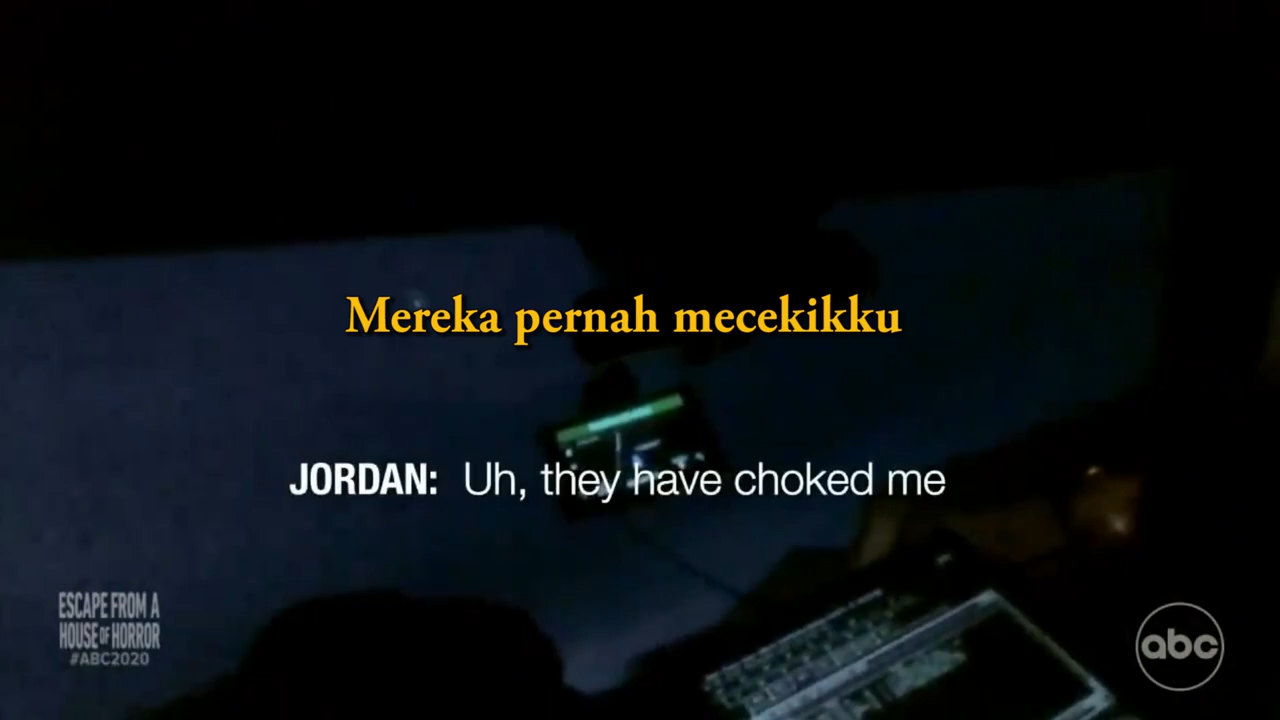 Mereka pernah mecekikku
JORDAN: Uh, they have choked me
ESCAPE FROM A
HOUSE OF HORROR
#ABC2020
abc